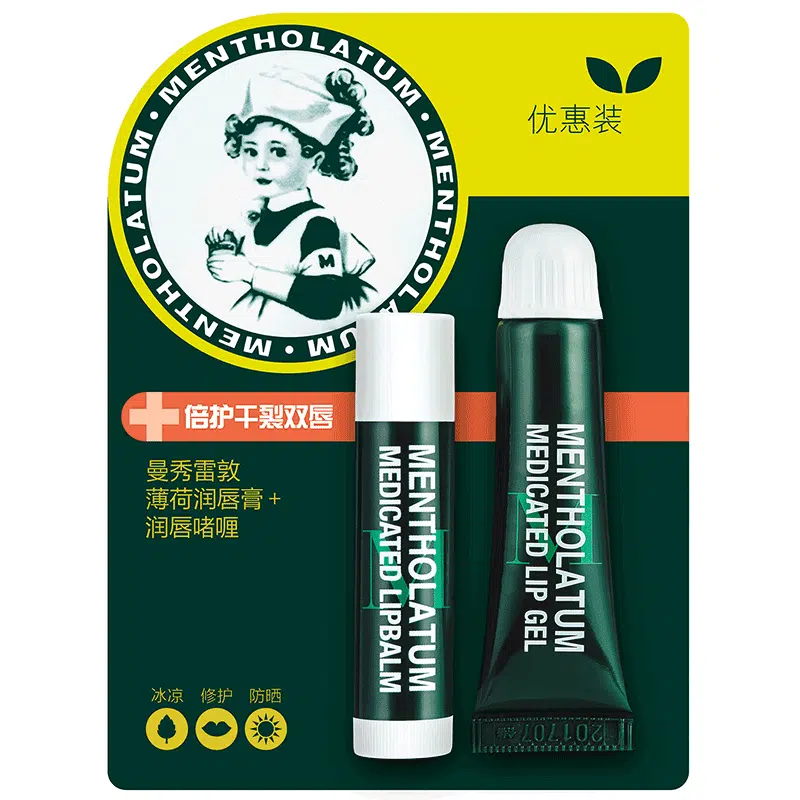 MENTHOLATUM • MENTHOLATUM • MENTHOLATUM • MENTHOLATUM •
M
优惠装
倍护干裂双唇
曼秀雷敦
薄荷润唇膏+
润唇啫喱
冰凉 修护 防晒
M
MENTHOLATUM
MEDICATED LIPBALM
M
MENTHOLATUM
MEDICATED LIP GEL
201707